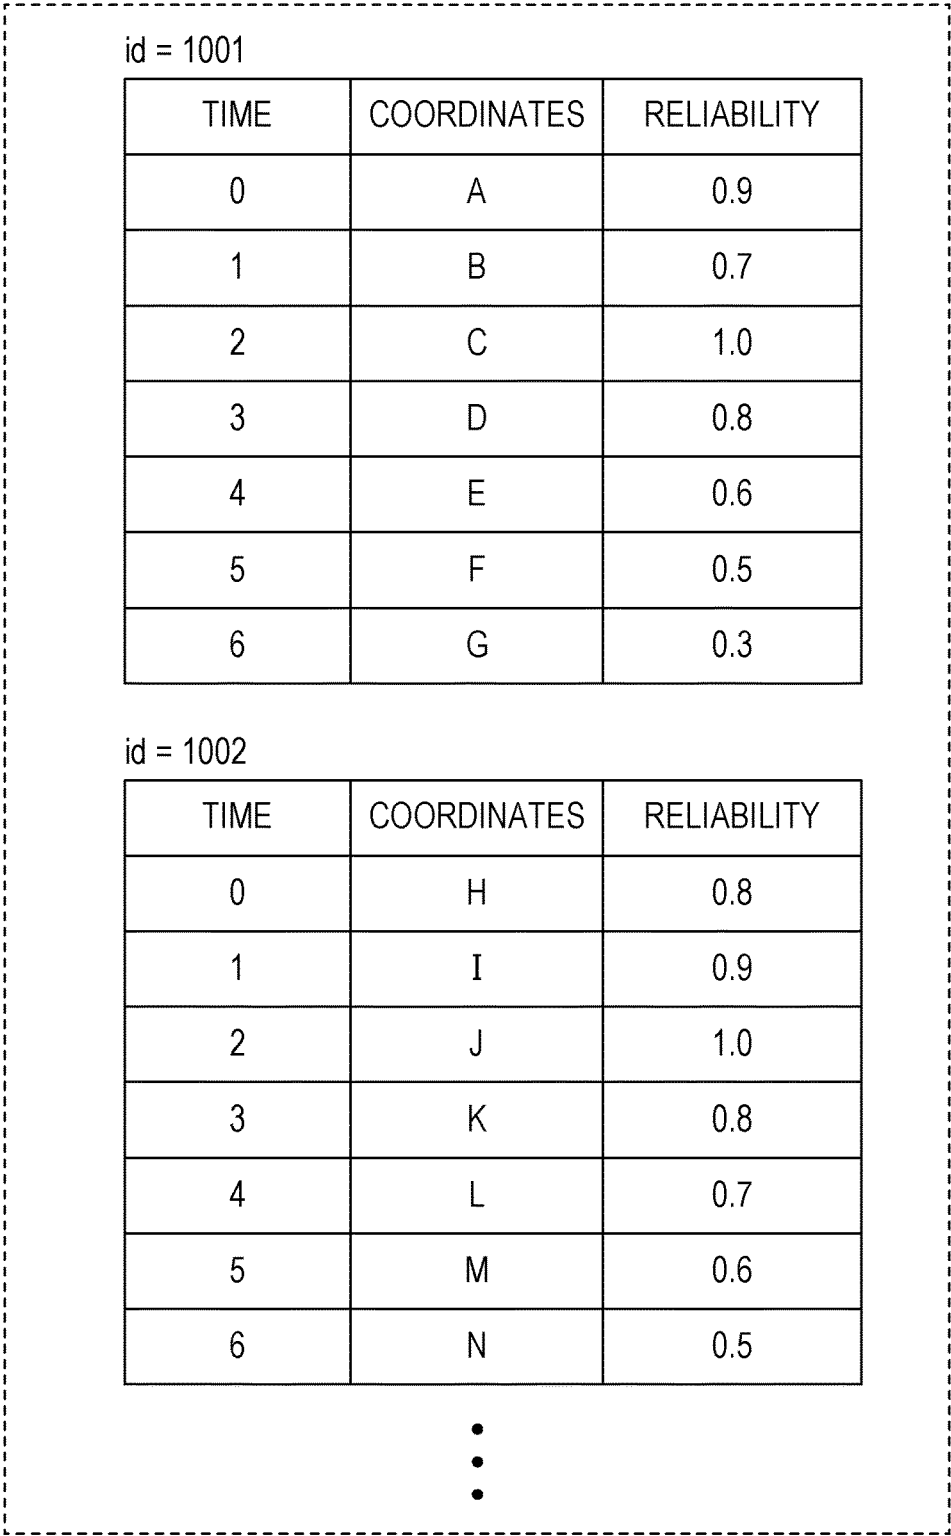 id = 1001
TIME COORDINATES RELIABILITY
0 A 0.9
1 B 0.7
2 C 1.0
3 D 0.8
4 E 0.6
5 F 0.5
6 G 0.3
id = 1002
TIME COORDINATES RELIABILITY
0 H 0.8
1 I 0.9
2 J 1.0
3 K 0.8
4 L 0.7
5 M 0.6
6 N 0.5